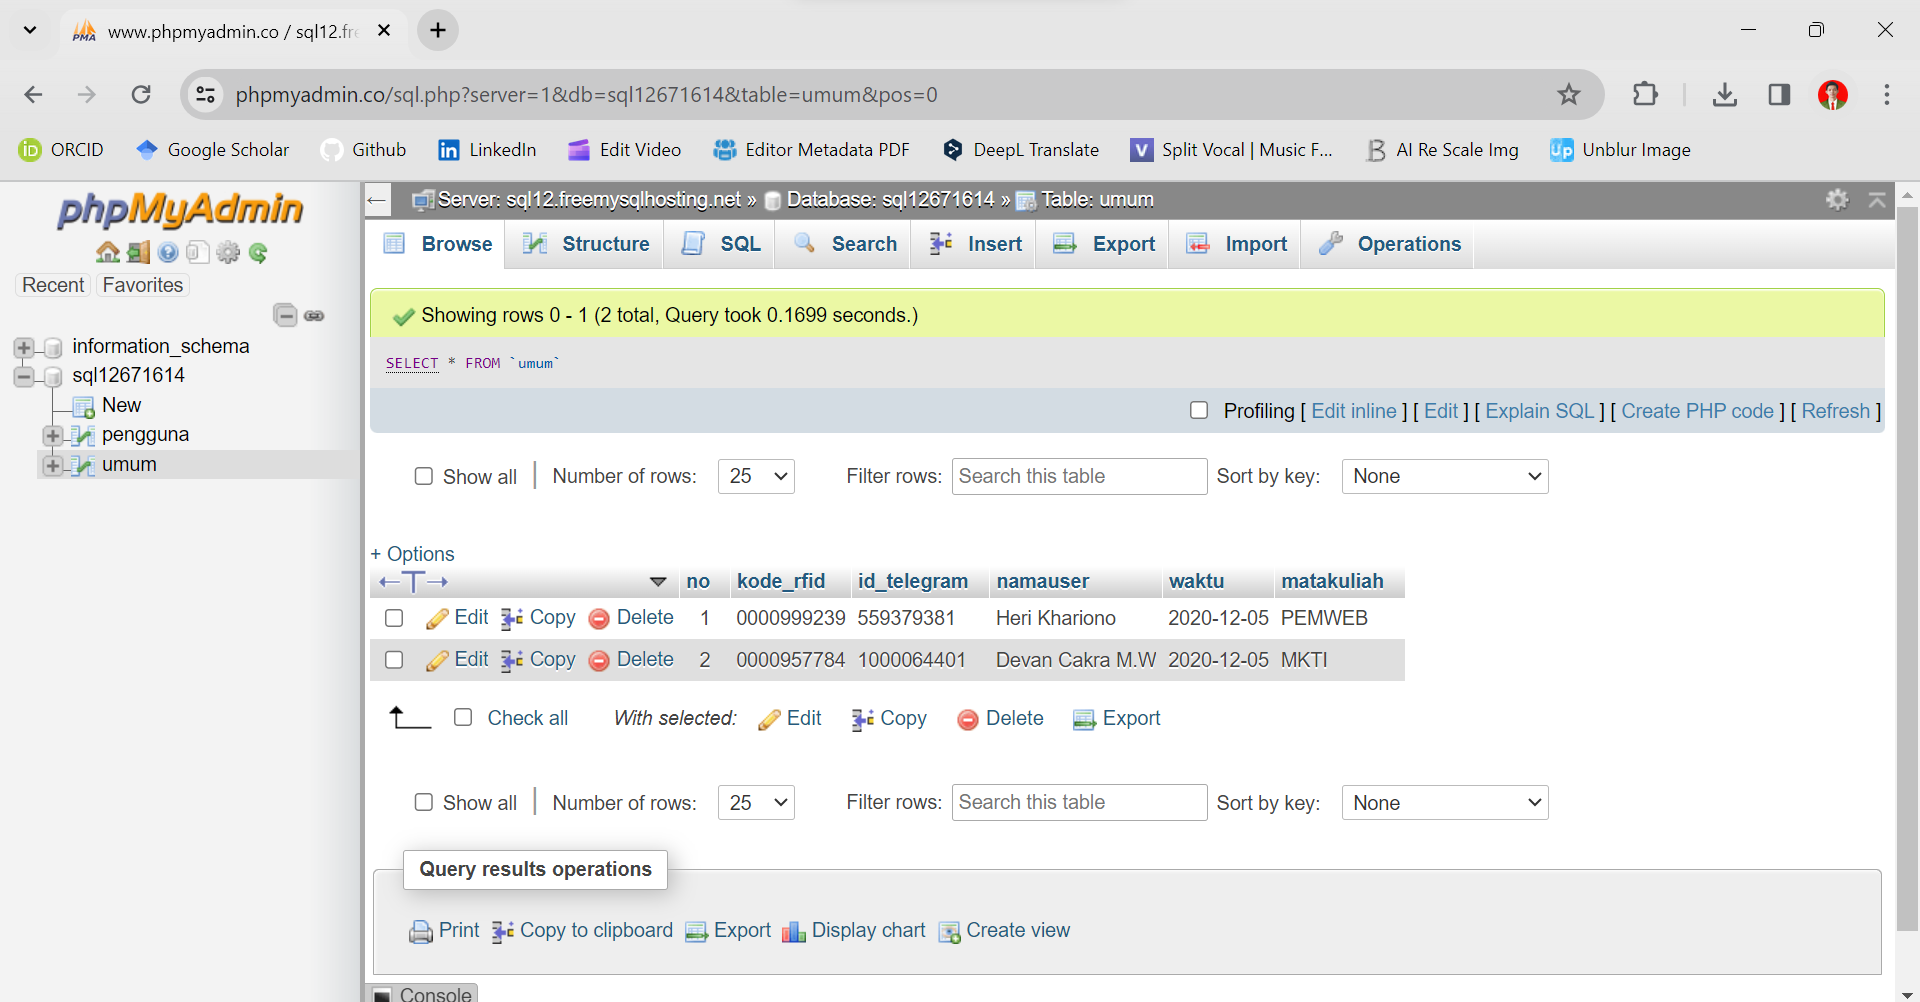 www.phpmyadmin.co / sql12.fre
phpmyadmin.co/sql.php?server=1&db=sql12671614&table=umum&pos=0
ORCID Google Scholar Github LinkedIn Edit Video Editor Metadata PDF DeepL Translate Split Vocal | Music F... AI Re Scale Img Unblur Image
phpMyAdmin
Recent Favorites
information_schema
sql12671614
New
pengguna
umum
Server: sql12.freemysqlhosting.net » Database: sql12671614 » Table: umum
Browse Structure SQL Search Insert Export Import Operations
Showing rows 0 - 1 (2 total, Query took 0.1699 seconds.)
SELECT * FROM `umum`
Profiling [ Edit inline ] [ Edit ] [ Explain SQL ] [ Create PHP code ] [ Refresh ]
Show all Number of rows: 25 Filter rows: Search this table Sort by key: None
+ Options
no kode_rfid id_telegram namauser waktu matakuliah
Edit Copy Delete 1 0000999239 559379381 Heri Khariono 2020-12-05 PEMWEB
Edit Copy Delete 2 0000957784 1000064401 Devan Cakra M.W 2020-12-05 MKTI
Check all With selected: Edit Copy Delete Export
Show all Number of rows: 25 Filter rows: Search this table Sort by key: None
Query results operations
Print Copy to clipboard Export Display chart Create view
Console